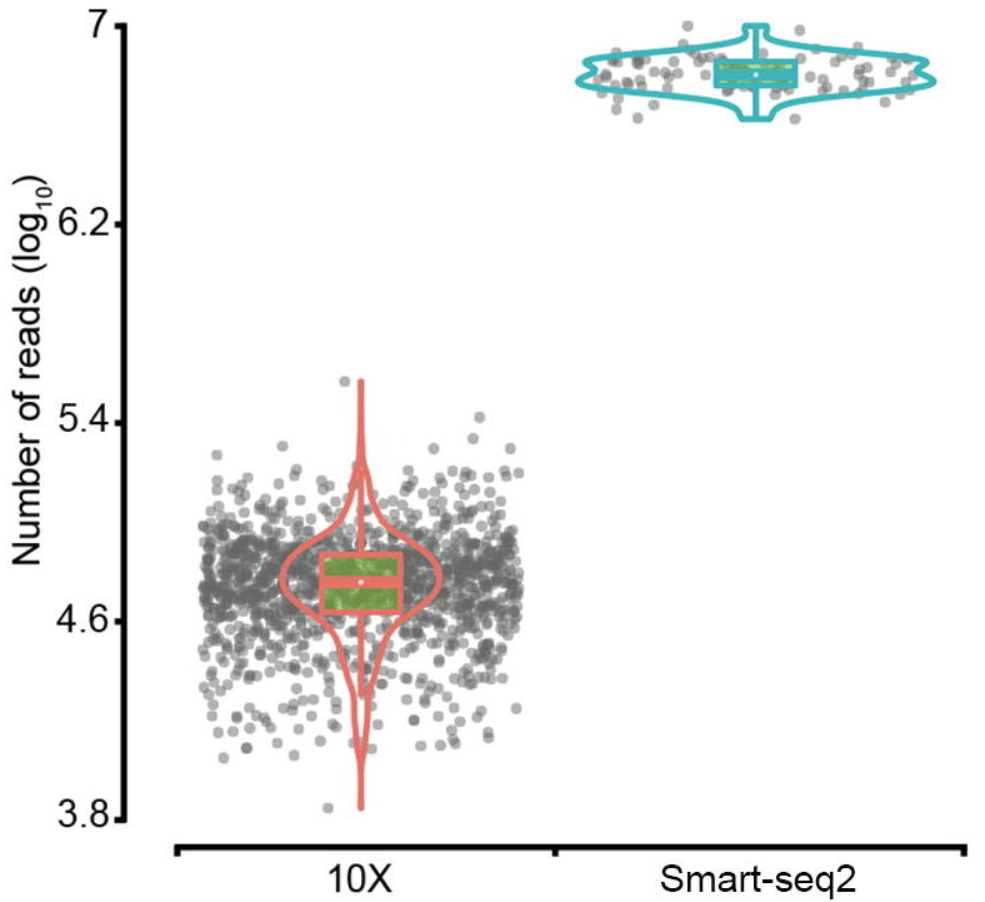 Number of reads (log₁₀)
7
6.2
5.4
4.6
3.8
10X
Smart-seq2